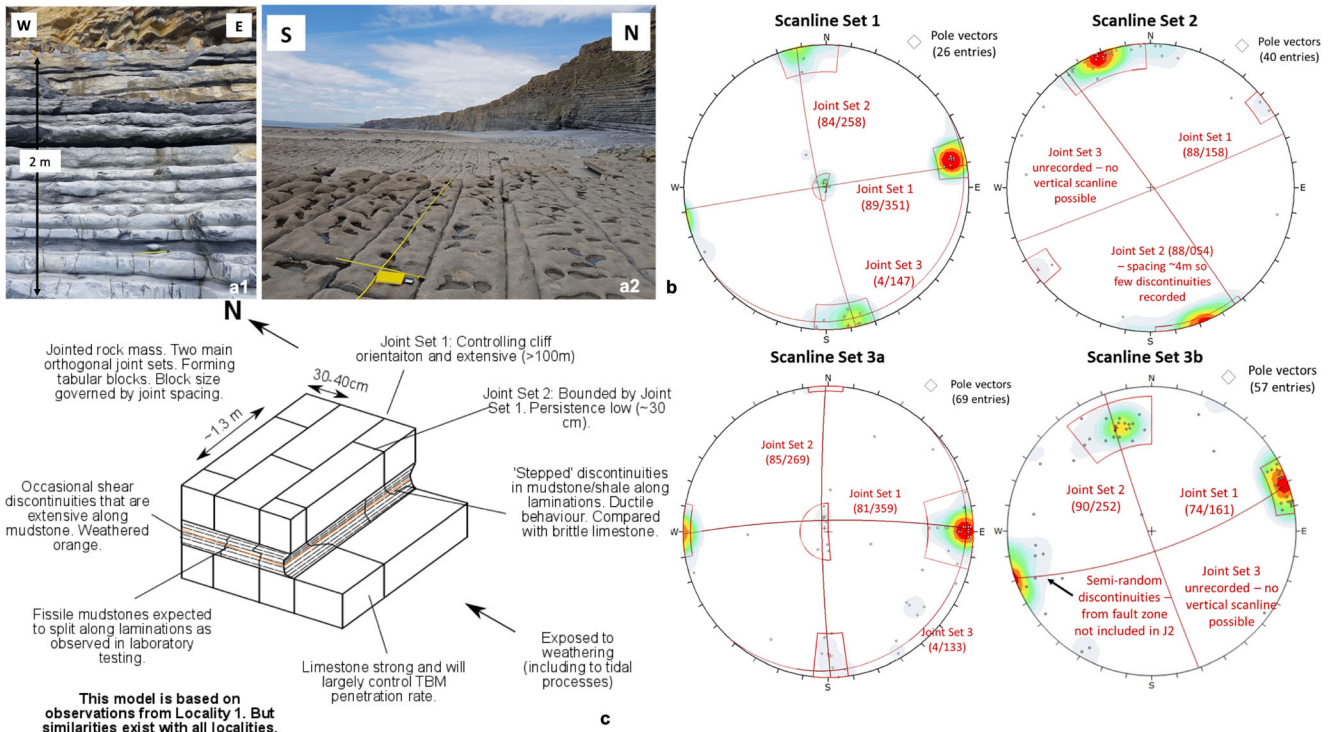 W
E
2 m
a1
S
N
a2
Scanline Set 1
Pole vectors
(26 entries)
N
Joint Set 2
(84/258)
W
E
Joint Set 1
(89/351)
Joint Set 3
(4/147)
S
Scanline Set 2
Pole vectors
(40 entries)
N
Joint Set 1
(88/158)
Joint Set 3
unrecorded – no
vertical scanline
possible
W
E
Joint Set 2 (88/054)
– spacing ~4m so
few discontinuities
recorded
S
b
N
Jointed rock mass. Two main
orthogonal joint sets. Forming
tabular blocks. Block size
governed by joint spacing.
30-40cm
~1.3 m
Joint Set 1: Controlling cliff
orientaiton and extensive (>100m)
Joint Set 2: Bounded by Joint
Set 1. Persistence low (~30
cm).
Occasional shear
discontinuities that are
extensive along
mudstone. Weathered
orange.
'Stepped' discontinuities
in mudstone/shale along
laminations. Ductile
behaviour. Compared
with brittle limestone.
Fissile mudstones expected
to split along laminations as
observed in laboratory
testing.
Limestone strong and will
largely control TBM
penetration rate.
Exposed to
weathering
(including to tidal
processes)
This model is based on
observations from Locality 1. But
similarities exist with all localities.
c
Scanline Set 3a
Pole vectors
(69 entries)
N
Joint Set 2
(85/269)
Joint Set 1
(81/359)
W
E
Joint Set 3
(4/133)
S
Scanline Set 3b
Pole vectors
(57 entries)
N
Joint Set 2
(90/252)
Joint Set 1
(74/161)
W
E
Semi-random
discontinuities –
from fault zone
not included in J2
Joint Set 3
unrecorded – no
vertical scanline
possible
S